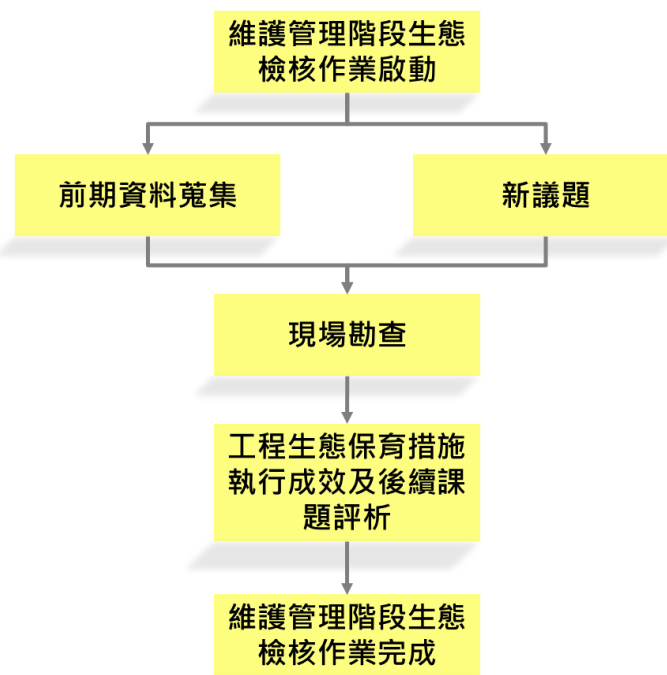 維護管理階段生態
檢核作業啟動
前期資料蒐集
新議題
現場勘查
工程生態保育措施
執行成效及後續課
題評析
維護管理階段生態
檢核作業完成